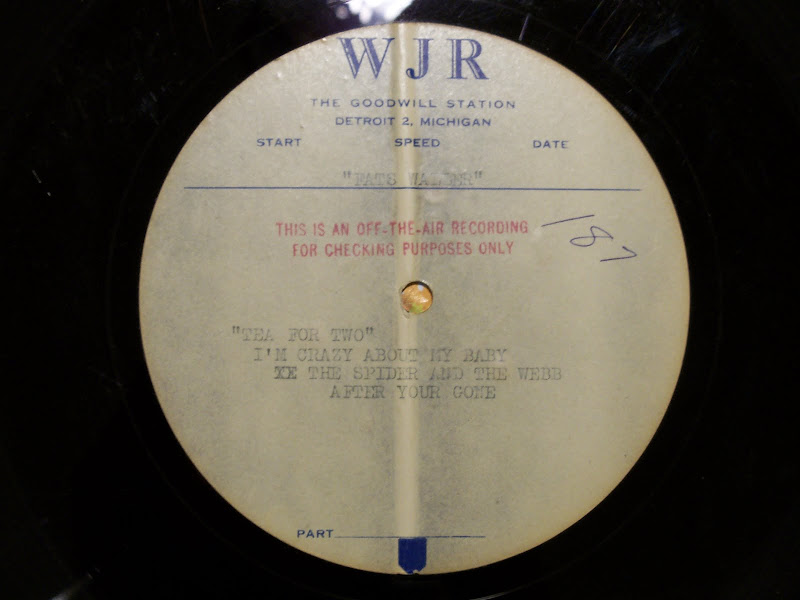 WJR
THE GOODWILL STATION
DETROIT 2, MICHIGAN
START SPEED DATE
"FATS WALLER"
THIS IS AN OFF-THE-AIR RECORDING
FOR CHECKING PURPOSES ONLY
187
"TEA FOR TWO"
I'M CRAZY ABOUT MY BABY
XE THE SPIDER AND THE WEBB
AFTER YOUR GONE
PART